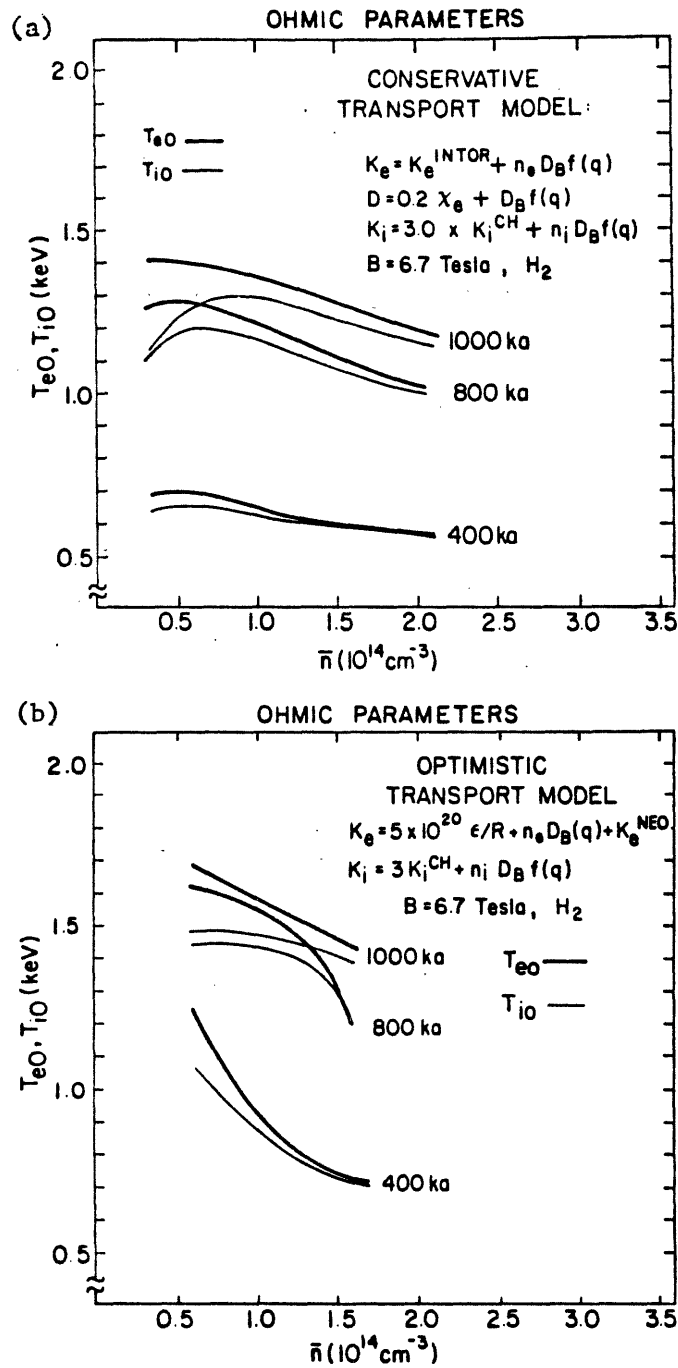 (a)
OHMIC PARAMETERS
CONSERVATIVE
TRANSPORT MODEL:
Te0
Ti0
Ke = Ke^INTOR + ne DB f(q)
D = 0.2 χe + DB f(q)
Ki = 3.0 x Ki^CH + ni DB f(q)
B = 6.7 Tesla, H2
2.0
1.5
1.0
0.5
Te0, Ti0 (keV)
1000 ka
800 ka
400 ka
0.5 1.0 1.5 2.0 2.5 3.0 3.5
n̄ (10^14 cm^-3)
(b)
OHMIC PARAMETERS
OPTIMISTIC
TRANSPORT MODEL
Ke = 5 x 10^20 ε/R + ne DB(q) + Ke^NEO
Ki = 3 Ki^CH + ni DB f(q)
B = 6.7 Tesla, H2
Te0
Ti0
2.0
1.5
1.0
0.5
Te0, Ti0 (keV)
1000 ka
800 ka
400 ka
0.5 1.0 1.5 2.0 2.5 3.0 3.5
n̄ (10^14 cm^-3)